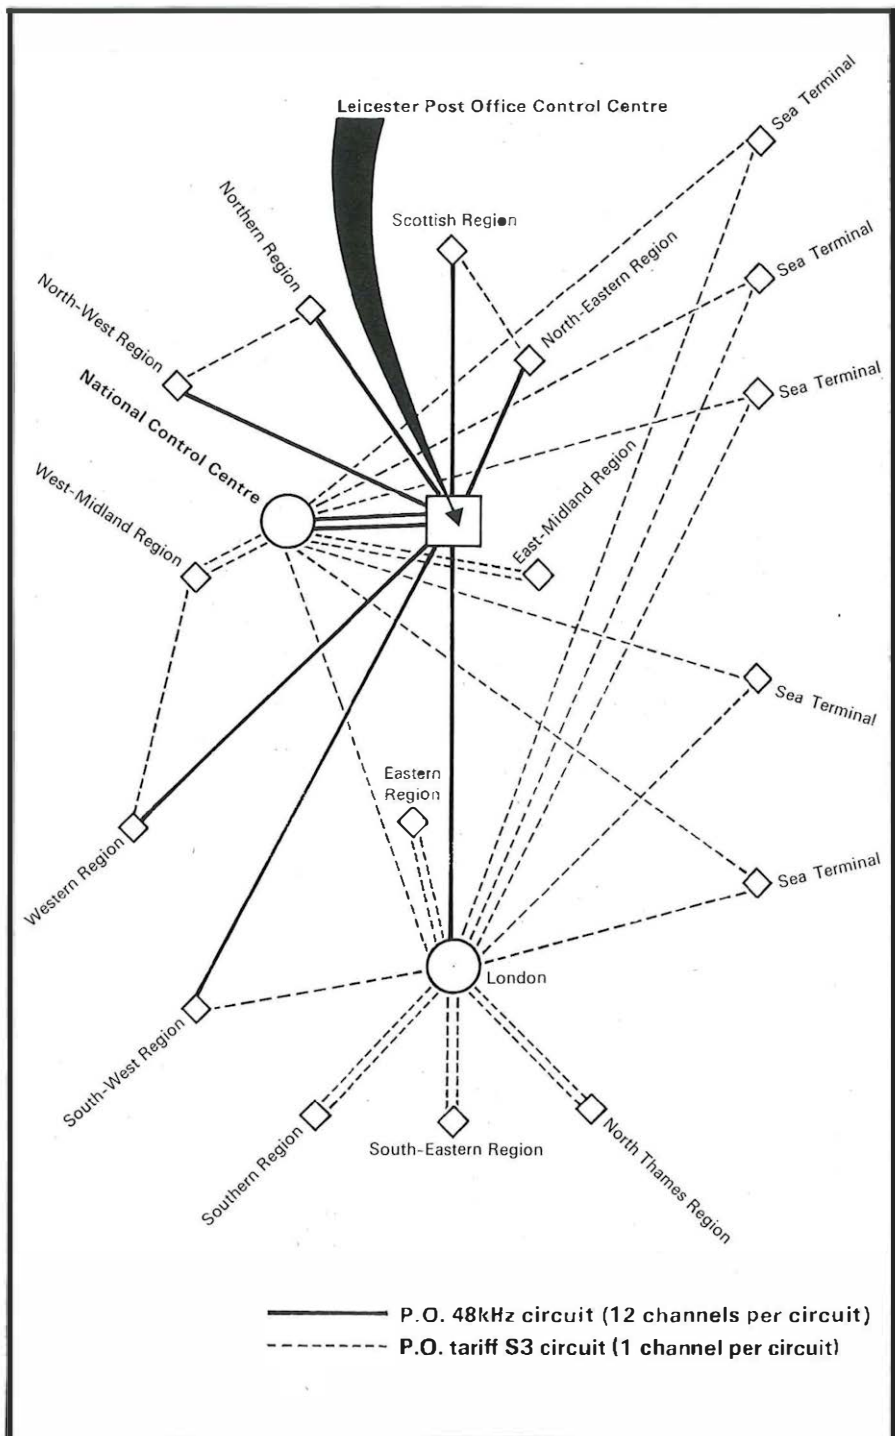 Leicester Post Office Control Centre
Sea Terminal
Northern Region
Scottish Region
North-Eastern Region
Sea Terminal
North-West Region
National Control Centre
Sea Terminal
West-Midland Region
East-Midland Region
Sea Terminal
Eastern
Region
Western Region
Sea Terminal
London
South-West Region
Southern Region
South-Eastern Region
North Thames Region
P.O. 48kHz circuit (12 channels per circuit)
P.O. tariff S3 circuit (1 channel per circuit)